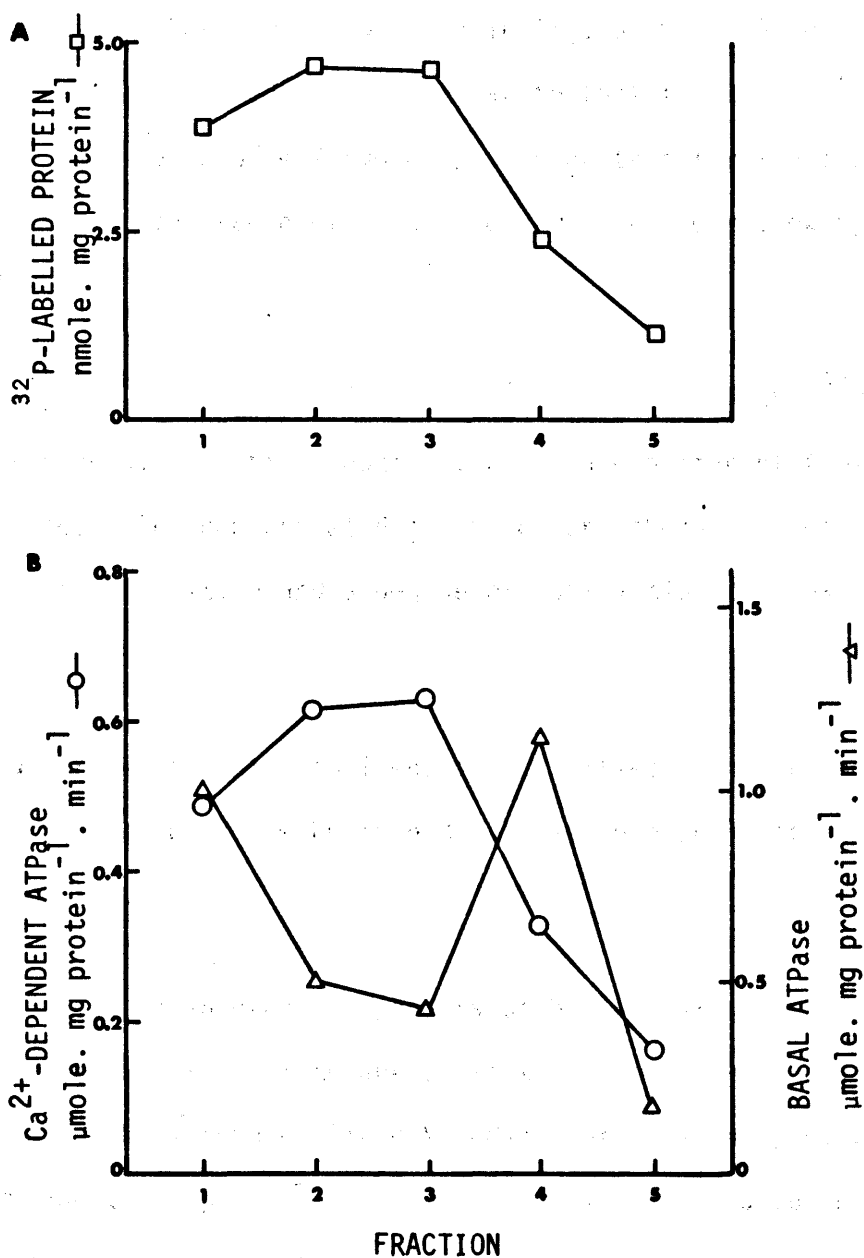 A
³²P-LABELLED PROTEIN
nmole. mg protein⁻¹
5.0
2.5
0
1 2 3 4 5
B
Ca²⁺-DEPENDENT ATPase
µmole. mg protein⁻¹. min⁻¹
0.8
0.6
0.4
0.2
0
1.5
1.0
0.5
0
BASAL ATPase
µmole. mg protein⁻¹. min⁻¹
1 2 3 4 5
FRACTION